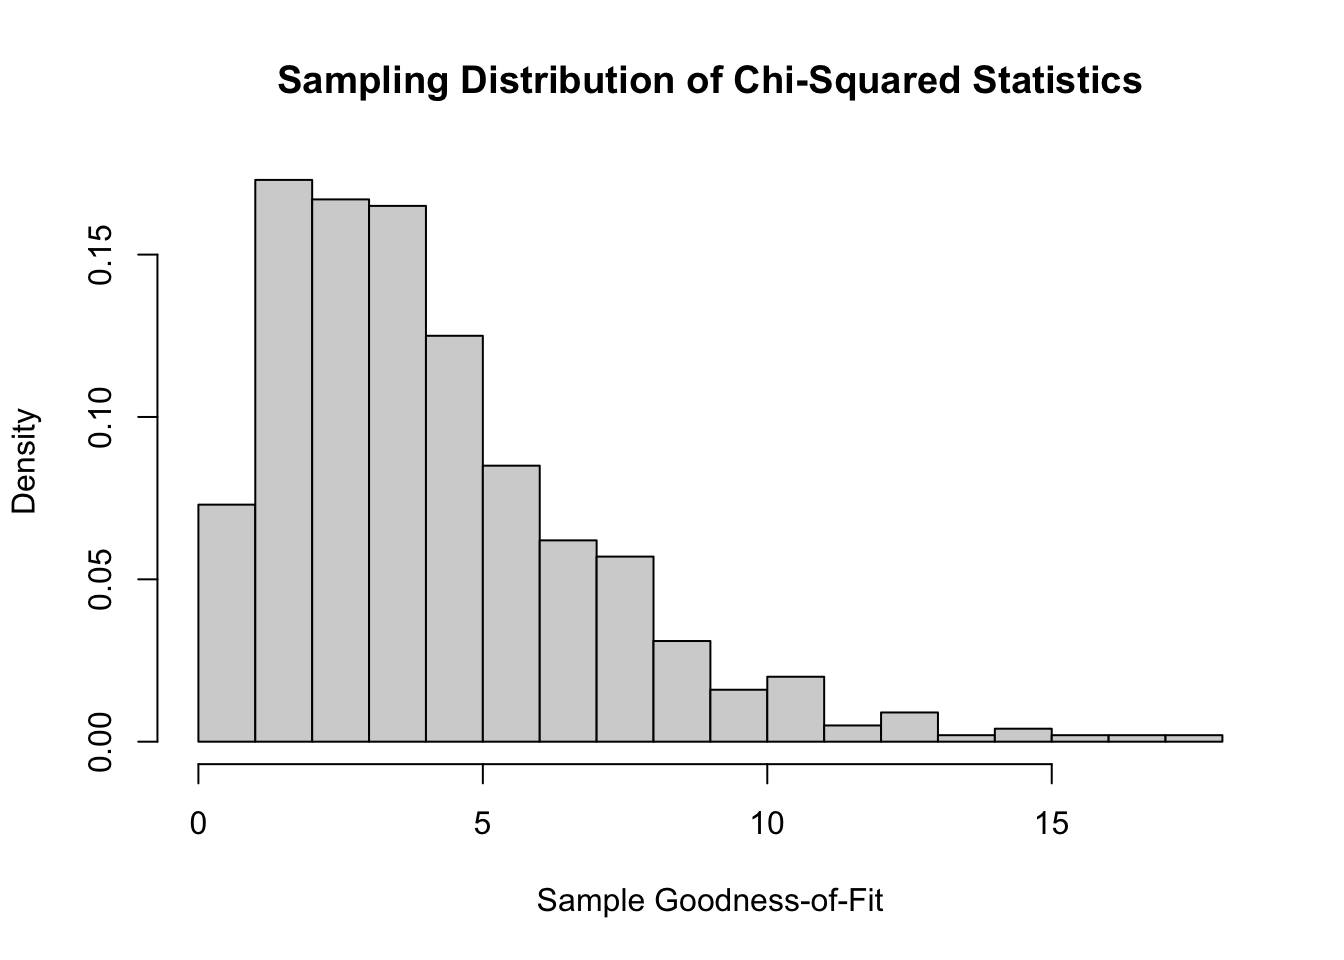 Sampling Distribution of Chi-Squared Statistics
0.15
0.10
0.05
0.00
Density
0 5 10 15
Sample Goodness-of-Fit